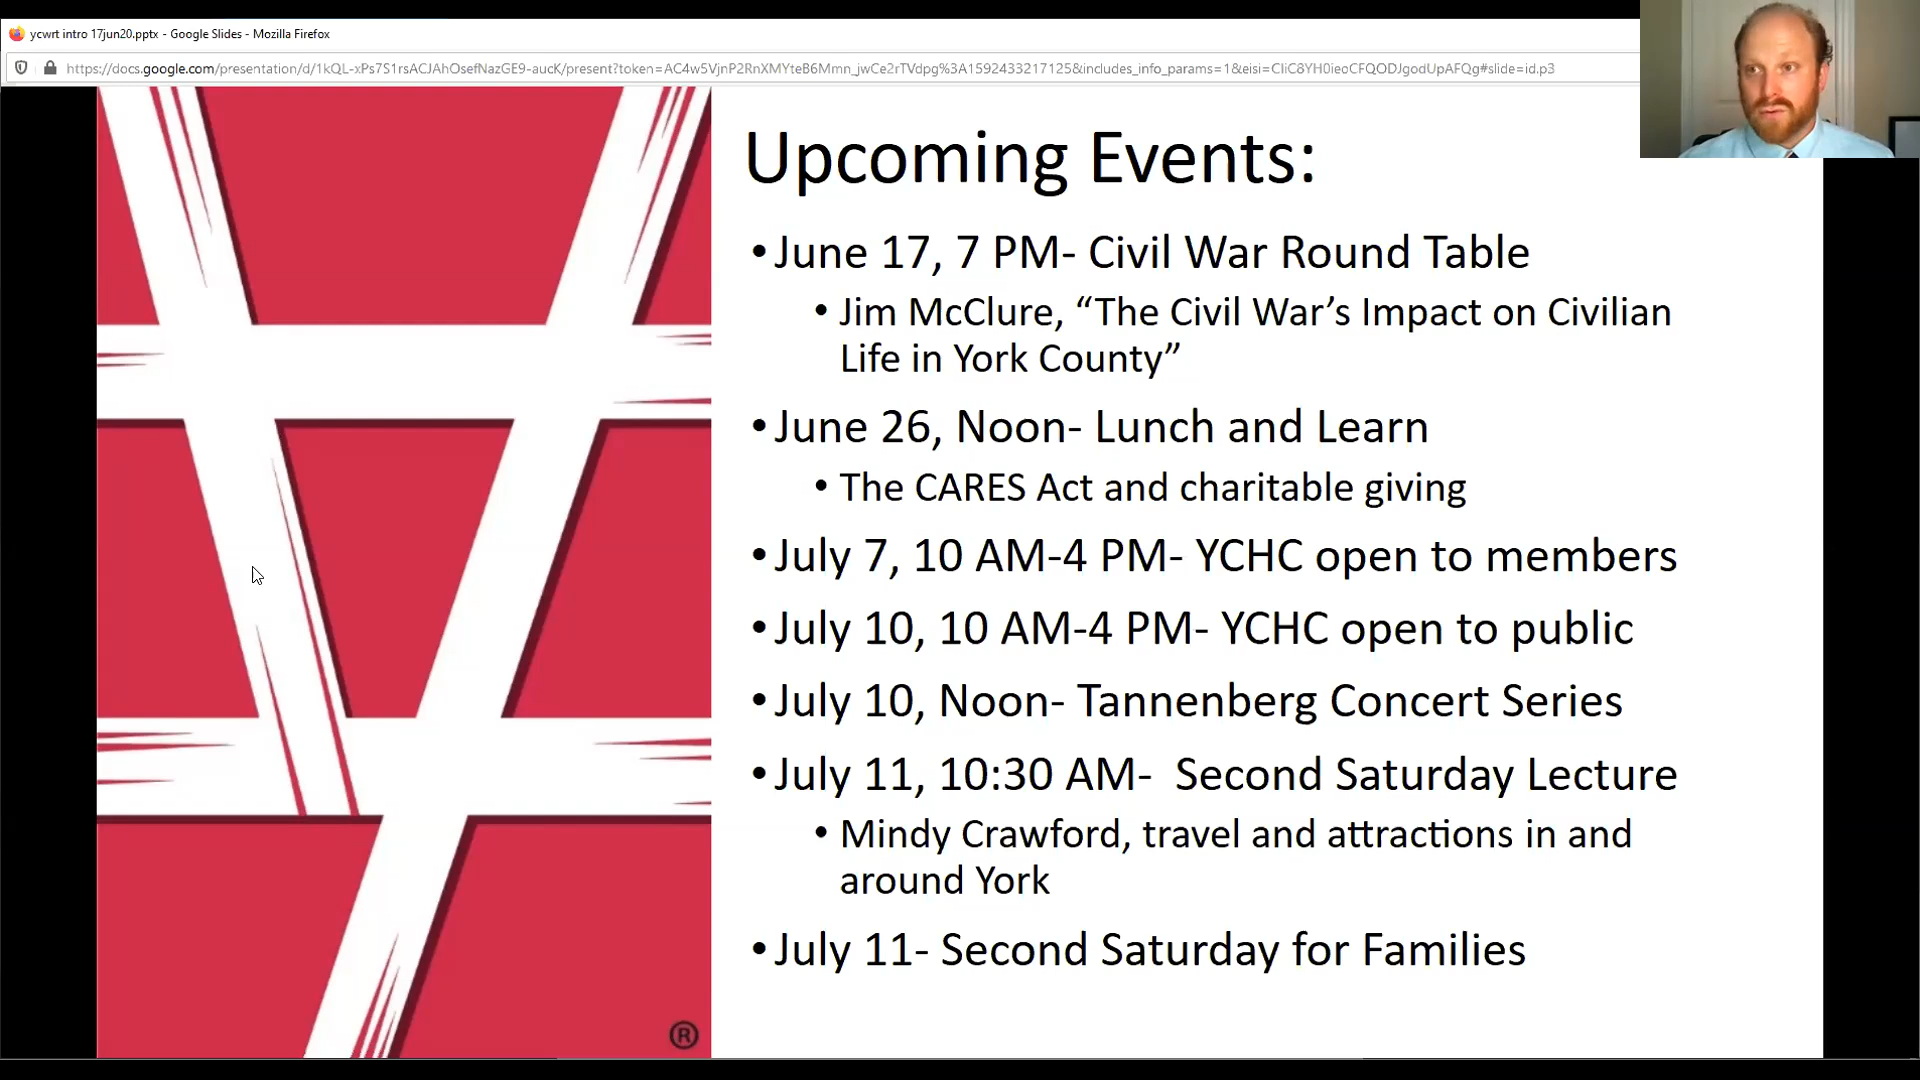 ycwrt intro 17jun20.pptx - Google Slides - Mozilla Firefox
https://docs.google.com/presentation/d/1kQL-xPs7S1rsACJAhOsefNazGE9-aucK/present?token=AC4w5VjnP2RnXMYteB6Mmn_jwCe2rTVdpg%3A1592433217125&includes_info_params=1&eisi=CIiC8YH0ieoCFQODJgodUpAFQg#slide=id.p3
Upcoming Events:
•June 17, 7 PM- Civil War Round Table
• Jim McClure, “The Civil War’s Impact on Civilian
Life in York County”
•June 26, Noon- Lunch and Learn
• The CARES Act and charitable giving
•July 7, 10 AM-4 PM- YCHC open to members
•July 10, 10 AM-4 PM- YCHC open to public
•July 10, Noon- Tannenberg Concert Series
•July 11, 10:30 AM-  Second Saturday Lecture
• Mindy Crawford, travel and attractions in and
around York
•July 11- Second Saturday for Families
®